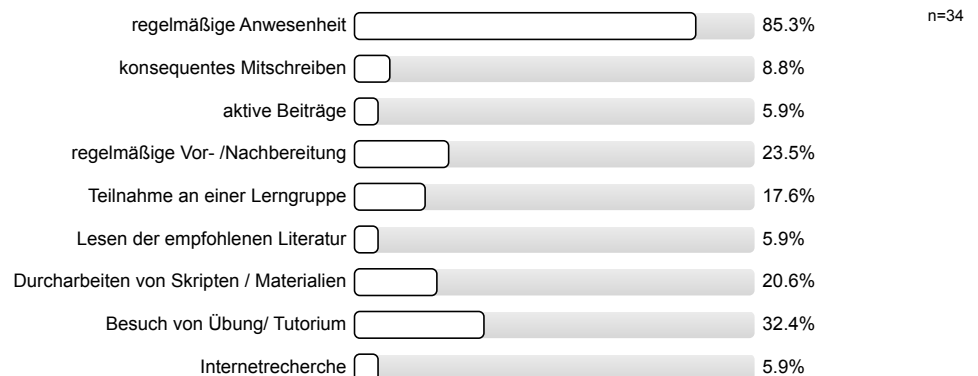 n=34
regelmäßige Anwesenheit 85.3%
konsequentes Mitschreiben 8.8%
aktive Beiträge 5.9%
regelmäßige Vor- /Nachbereitung 23.5%
Teilnahme an einer Lerngruppe 17.6%
Lesen der empfohlenen Literatur 5.9%
Durcharbeiten von Skripten / Materialien 20.6%
Besuch von Übung/ Tutorium 32.4%
Internetrecherche 5.9%